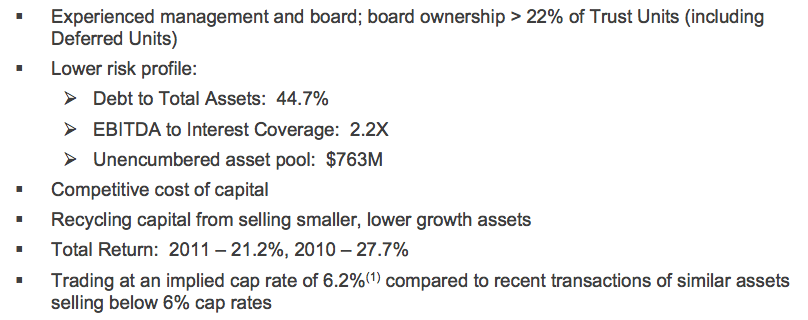 ▪ Experienced management and board; board ownership > 22% of Trust Units (including
Deferred Units)
▪ Lower risk profile:
➢ Debt to Total Assets: 44.7%
➢ EBITDA to Interest Coverage: 2.2X
➢ Unencumbered asset pool: $763M
▪ Competitive cost of capital
▪ Recycling capital from selling smaller, lower growth assets
▪ Total Return: 2011 – 21.2%, 2010 – 27.7%
▪ Trading at an implied cap rate of 6.2%(1) compared to recent transactions of similar assets
selling below 6% cap rates